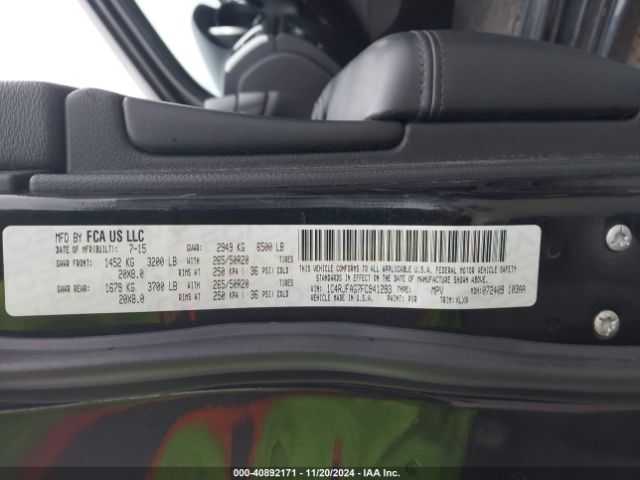 MFD BY FCA US LLC
DATE OF MFR(BUILT): 7-15 GVWR: 2949 KG 6500 LB
GAWR FRONT: 1452 KG 3200 LB WITH 265/50R20 TIRES
20X8.0 RIMS AT 250 KPA ( 36 PSI) COLD
GAWR REAR: 1679 KG 3700 LB WITH 265/50R20 TIRES
20X8.0 RIMS AT 250 KPA ( 36 PSI) COLD
THIS VEHICLE CONFORMS TO ALL APPLICABLE U.S.A. FEDERAL MOTOR VEHICLE SAFETY
STANDARDS IN EFFECT ON THE DATE OF MANUFACTURE SHOWN ABOVE.
VIN: 1C4RJFAG7FC941293 TYPE: MPV MDH: 072409 103AA
VEHICLE MADE IN U.S.A. PAINT: PXR TRIM: XLX9
000-40892171 - 11/20/2024 - IAA Inc.